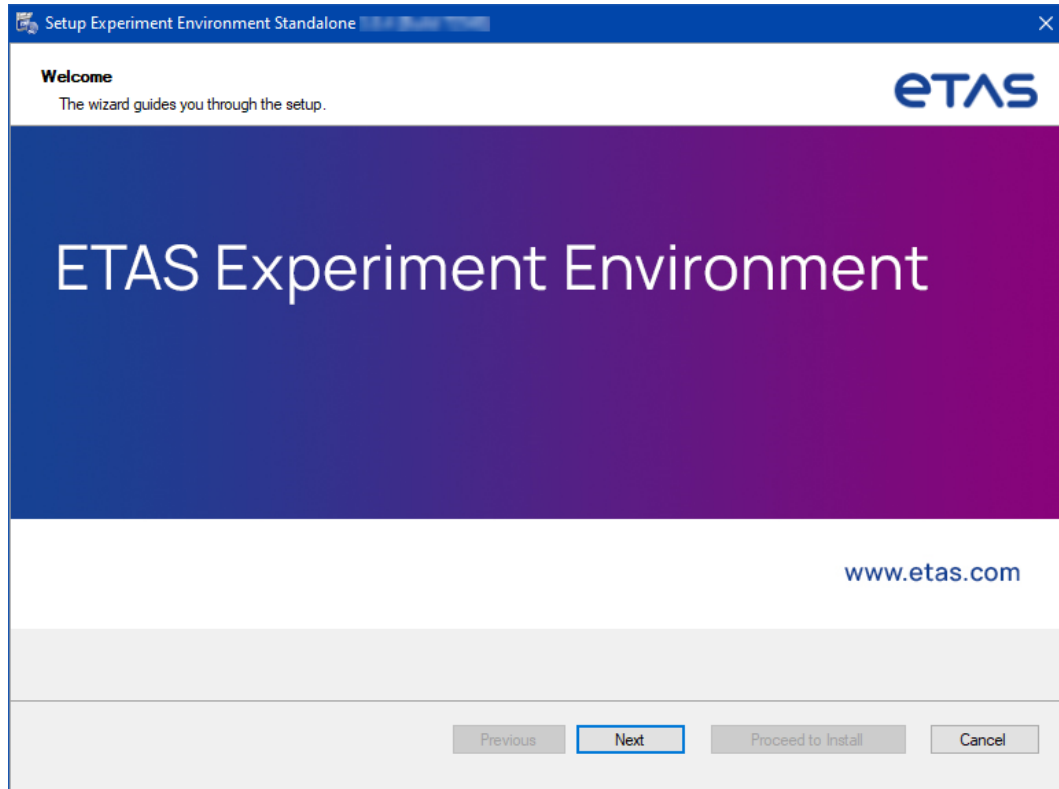 Setup Experiment Environment Standalone
Welcome
The wizard guides you through the setup.
etas
ETAS Experiment Environment
www.etas.com
Previous Next Proceed to Install Cancel